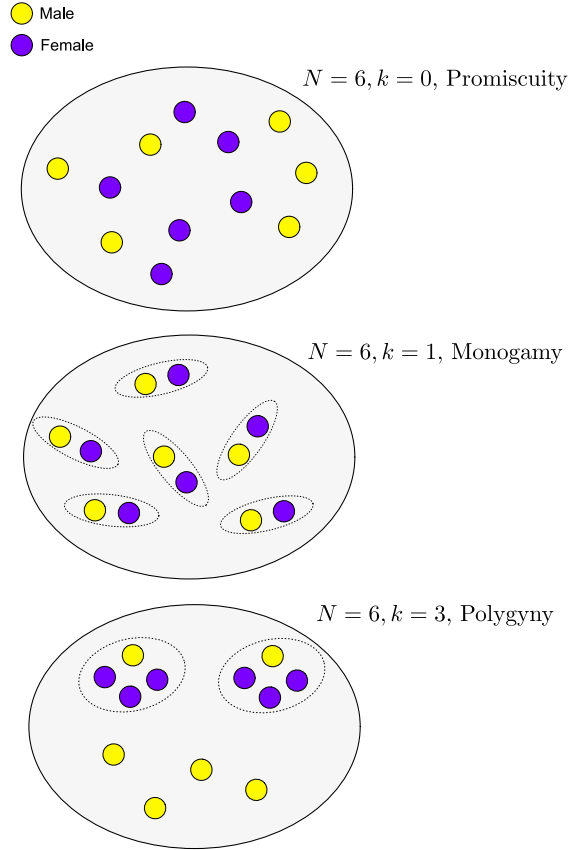 Male
Female
N = 6, k = 0, Promiscuity
N = 6, k = 1, Monogamy
N = 6, k = 3, Polygyny